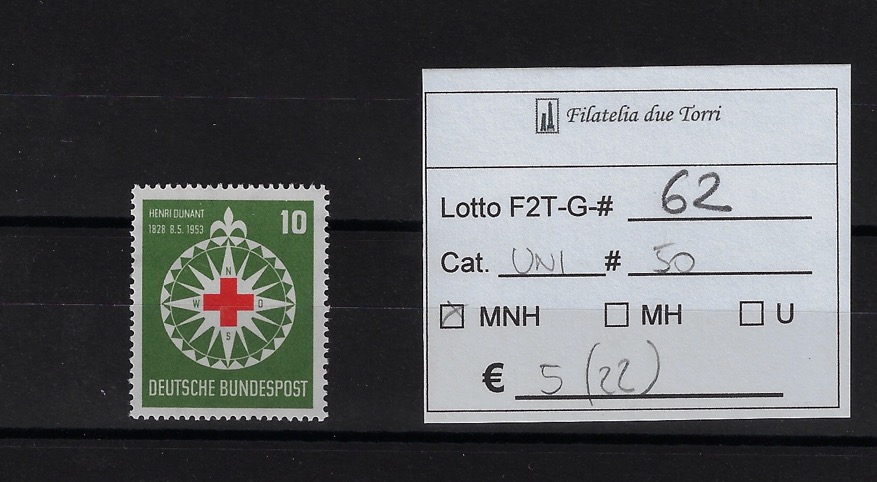 HENRI DUNANT
1828 8.5.1953
10
N
W O
S
DEUTSCHE BUNDESPOST
Filatelia due Torri
Lotto F2T-G-# 62
Cat. UNI # 50
MNH MH U
€ 5 (22)